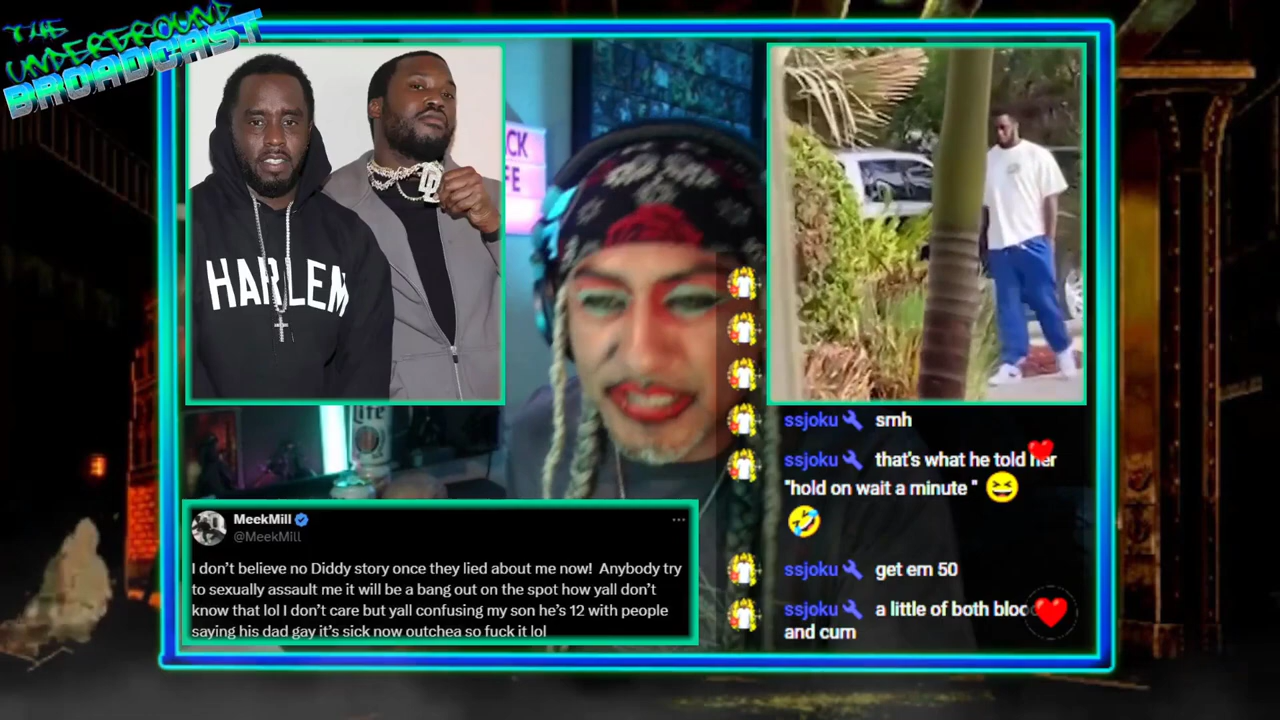 THE
UNDERGROUND
BROADCAST
HARLEM
CK
FE
Life
MeekMill
@MeekMill
I don't believe no Diddy story once they lied about me now! Anybody try
to sexually assault me it will be a bang out on the spot how yall don't
know that lol I don't care but yall confusing my son he's 12 with people
saying his dad gay it's sick now outchea so fuck it lol
ssjoku smh
ssjoku that's what he told her
"hold on wait a minute" 😆
🤣
ssjoku get em 50
ssjoku a little of both bloo
and cum